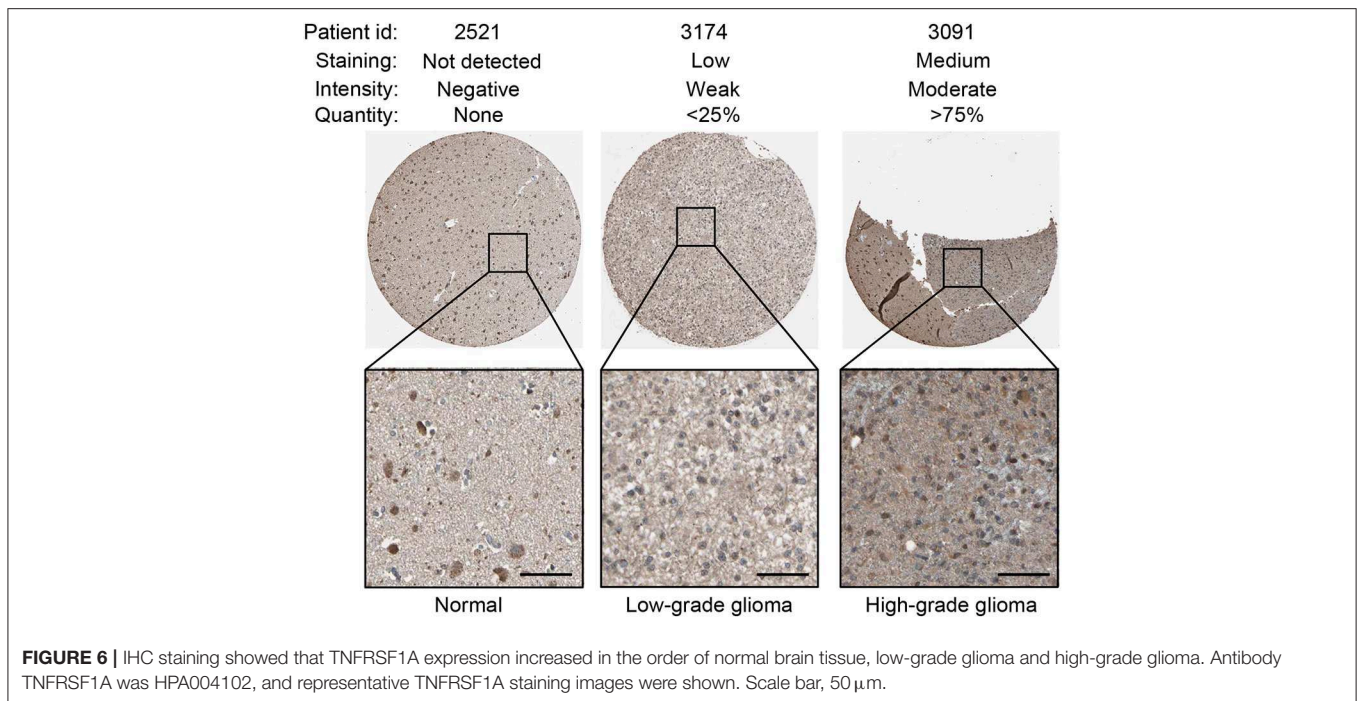 Patient id: 2521 3174 3091
Staining: Not detected Low Medium
Intensity: Negative Weak Moderate
Quantity: None <25% >75%
Normal Low-grade glioma High-grade glioma
FIGURE 6 | IHC staining showed that TNFRSF1A expression increased in the order of normal brain tissue, low-grade glioma and high-grade glioma. Antibody
TNFRSF1A was HPA004102, and representative TNFRSF1A staining images were shown. Scale bar, 50 μm.